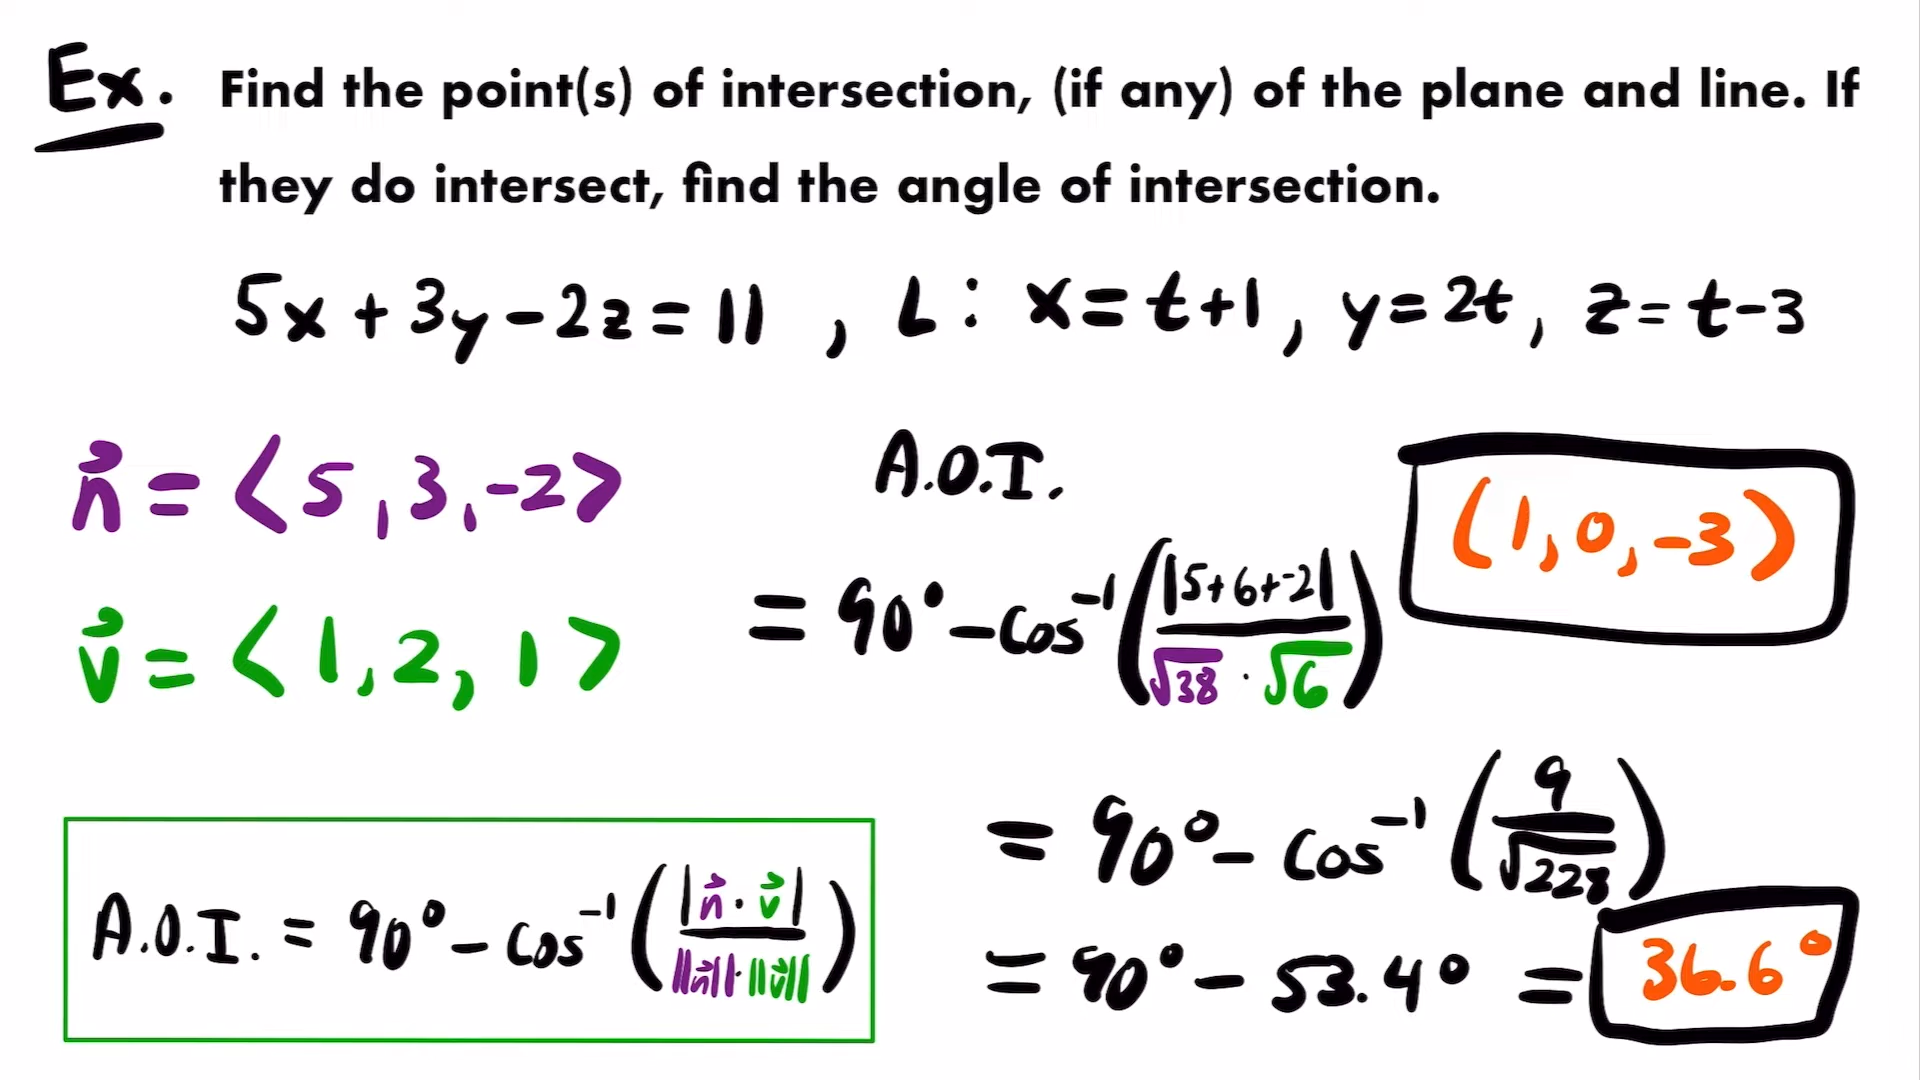 Ex. Find the point(s) of intersection, (if any) of the plane and line. If
they do intersect, find the angle of intersection.
5x + 3y - 2z = 11 , L: x = t+1, y = 2t, z = t-3
n⃗ = <5, 3, -2>
v⃗ = <1, 2, 1>
A.O.I. = 90° - cos⁻¹(|n⃗ · v⃗| / ||n⃗|| · ||v⃗||)
A.O.I.
= 90° - cos⁻¹(|5+6+-2| / √38 · √6)
(1, 0, -3)
= 90° - cos⁻¹(9 / √228)
= 90° - 53.4° = 36.6°